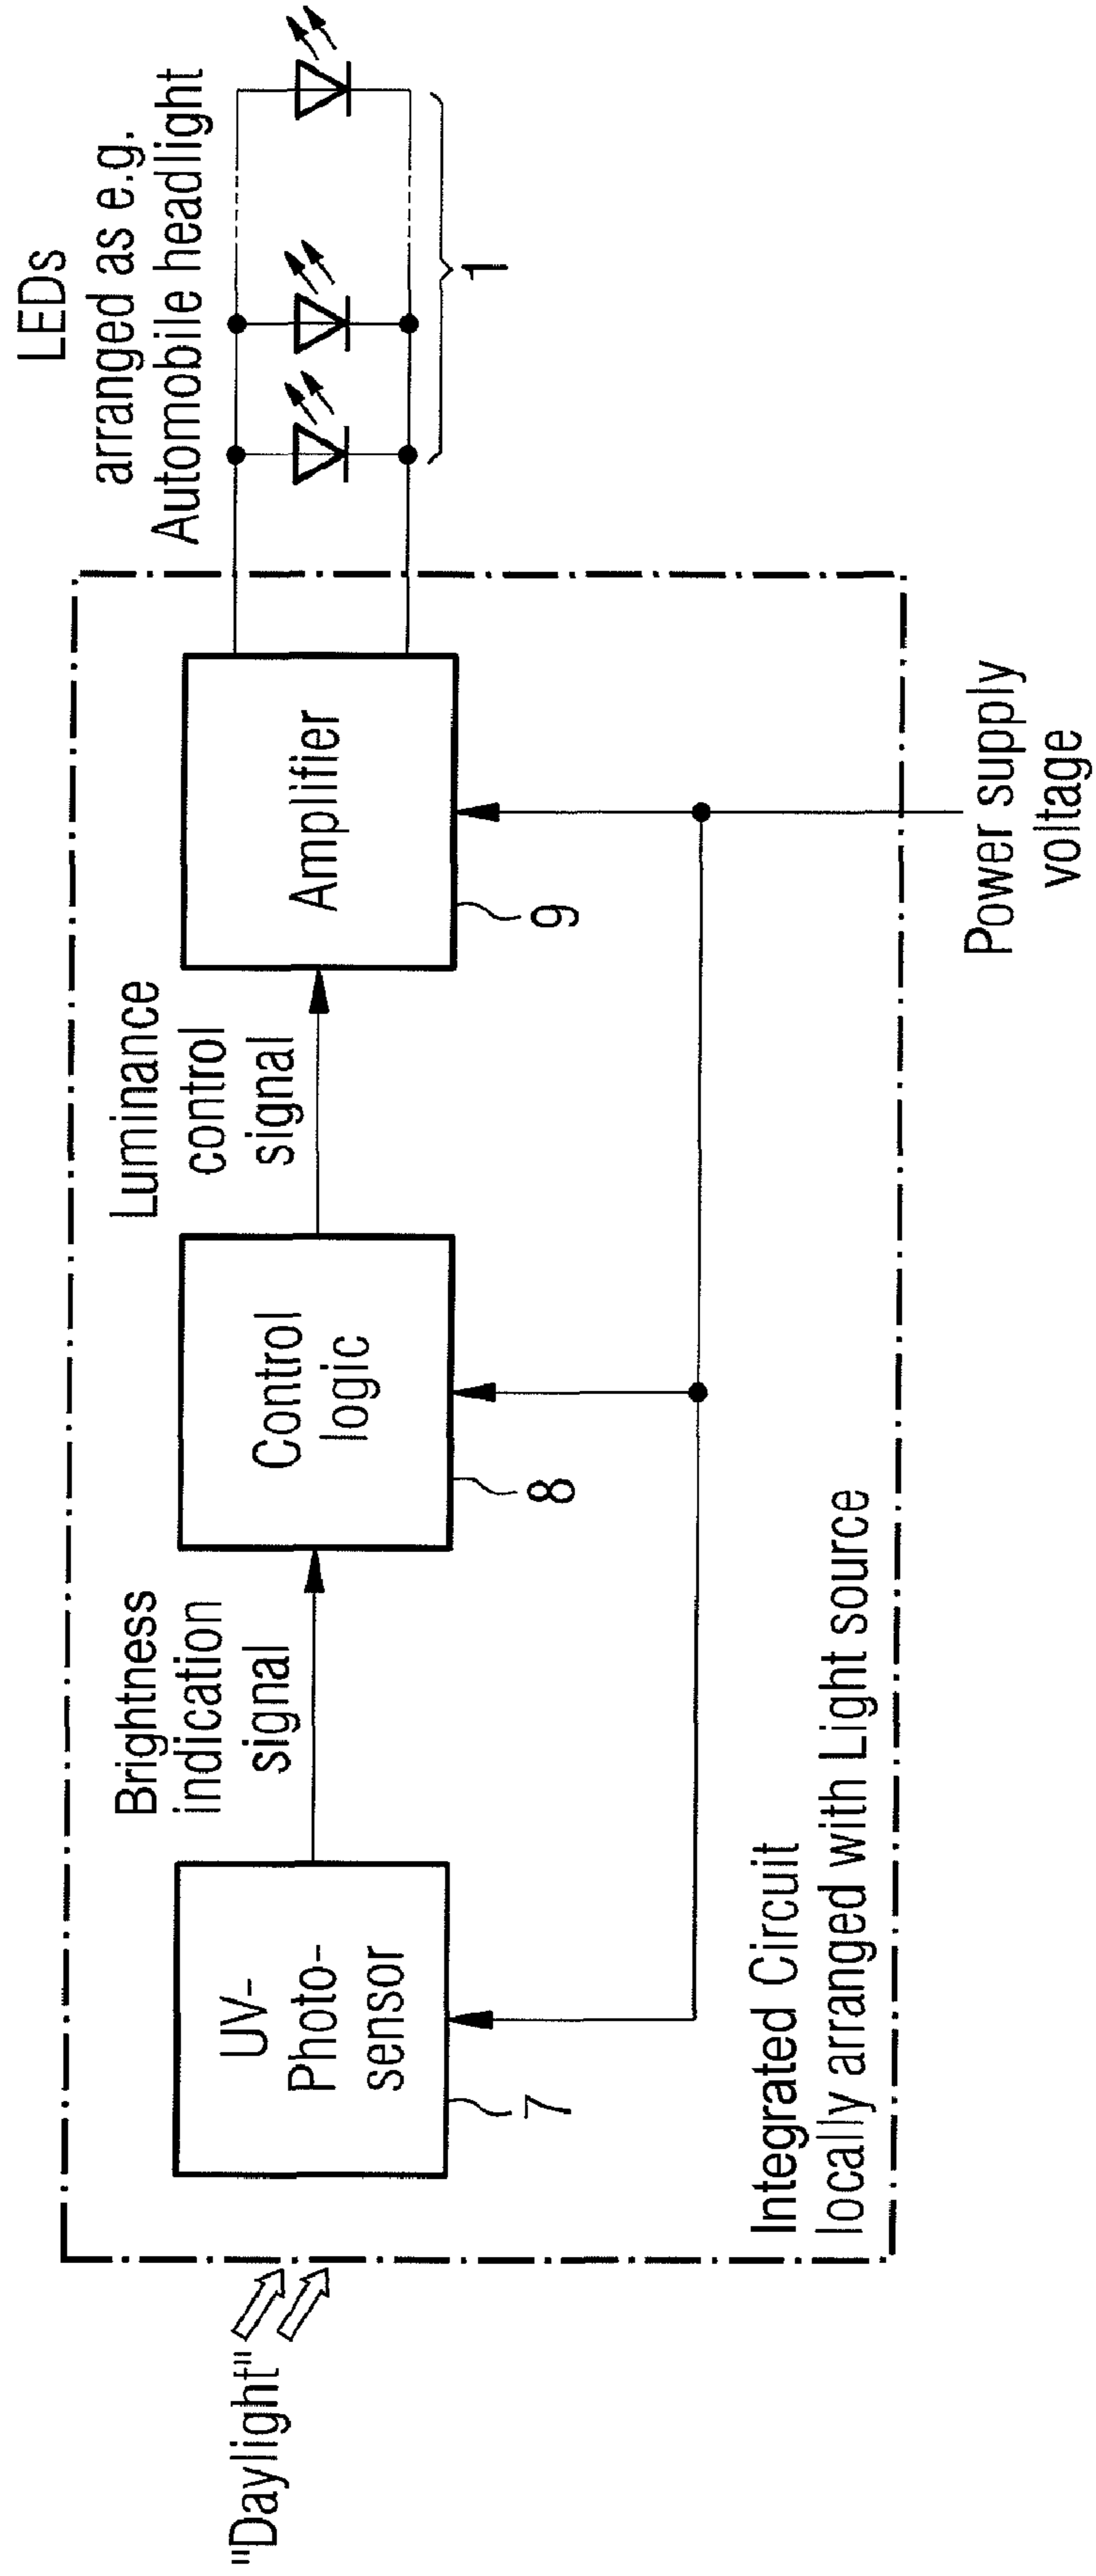 "Daylight"
UV-
Photo-
sensor
7
Brightness
indication
signal
Control
logic
8
Luminance
control
signal
Amplifier
9
LEDs
arranged as e.g.
Automobile headlight
1
Integrated Circuit
locally arranged with Light source
Power supply
voltage